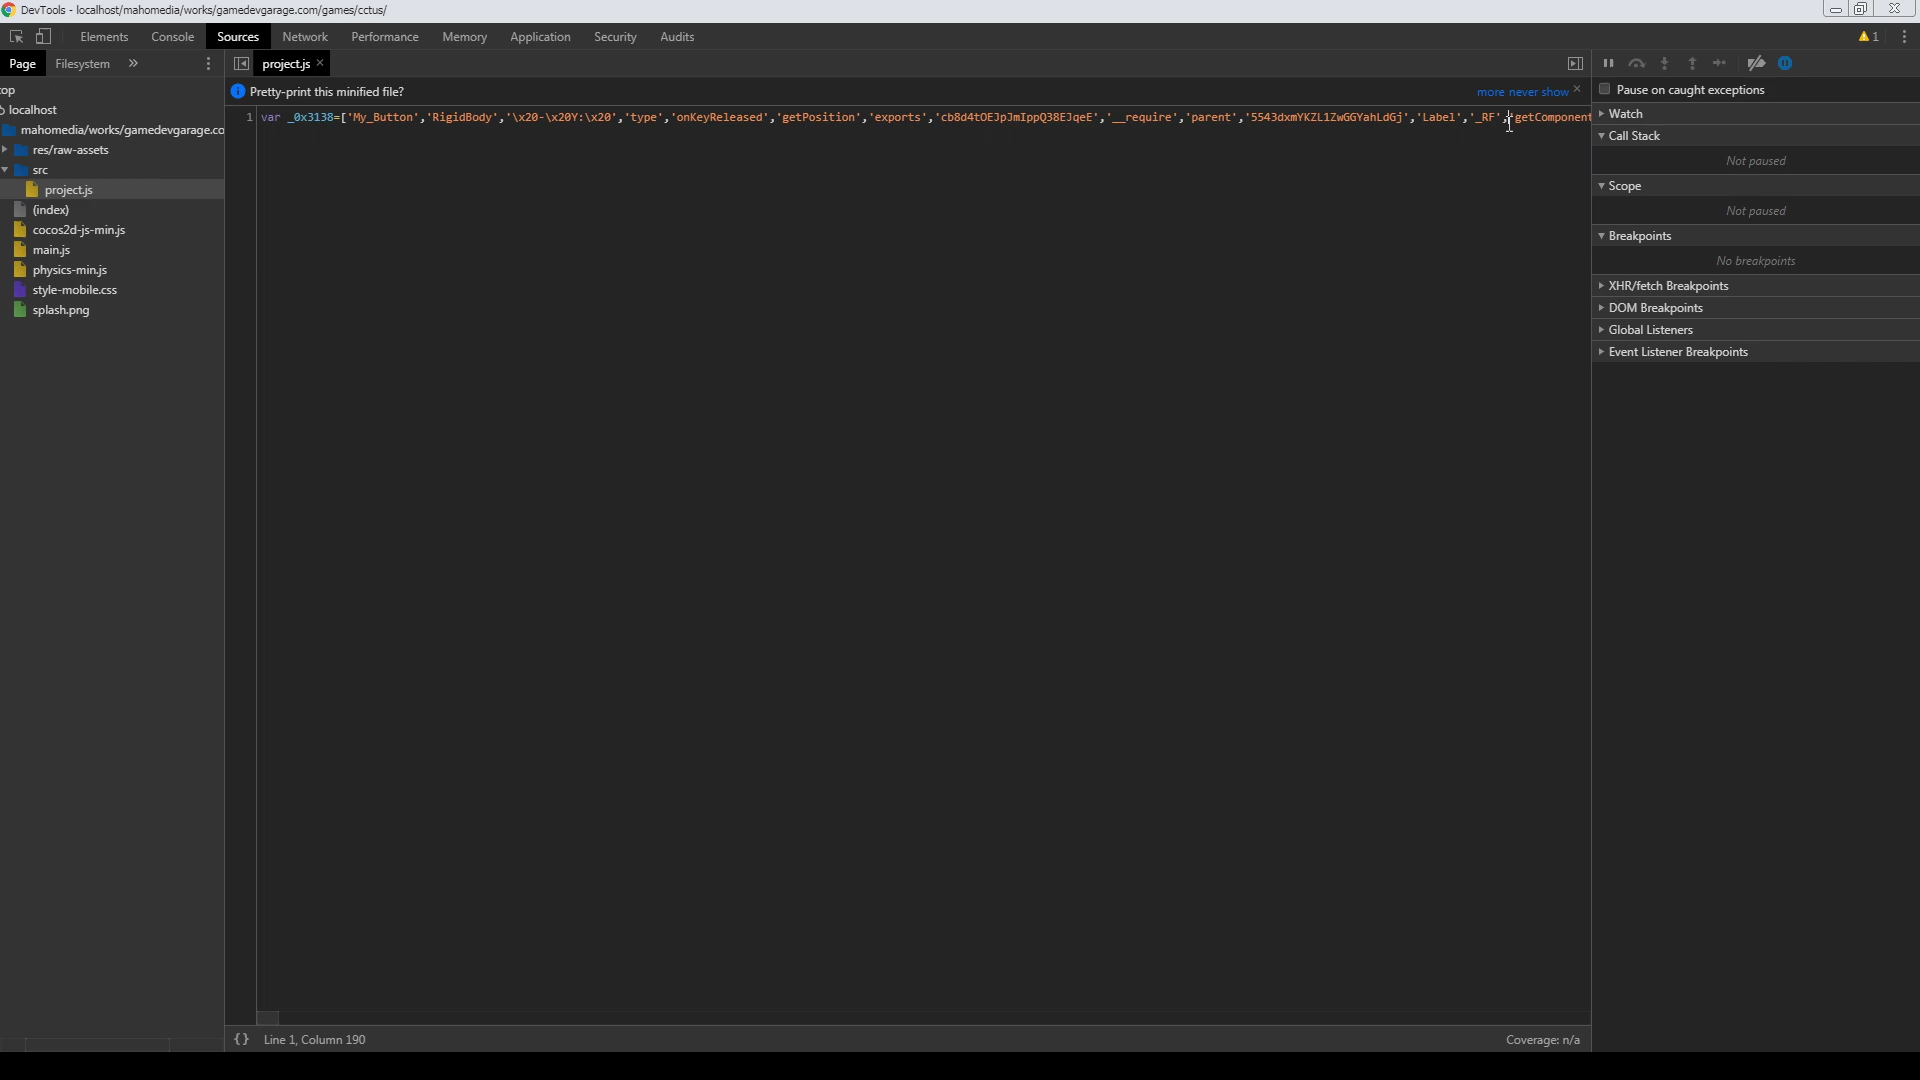 DevTools - localhost/mahomedia/works/gamedevgarage.com/games/cctus/
Elements Console Sources Network Performance Memory Application Security Audits 1
Page Filesystem » project.js ×
top
localhost
mahomedia/works/gamedevgarage.co
res/raw-assets
src
project.js
(index)
cocos2d-js-min.js
main.js
physics-min.js
style-mobile.css
splash.png
Pretty-print this minified file? more never show ×
1 var _0x3138=['My_Button','RigidBody','\x20-\x20Y:\x20','type','onKeyReleased','getPosition','exports','cb8d4tOEJpJmIppQ38EJqeE','__require','parent','5543dxmYKZL1ZwGGYahLdGj','Label','_RF','getComponent
{} Line 1, Column 190 Coverage: n/a
Pause on caught exceptions
Watch
Call Stack
Not paused
Scope
Not paused
Breakpoints
No breakpoints
XHR/fetch Breakpoints
DOM Breakpoints
Global Listeners
Event Listener Breakpoints